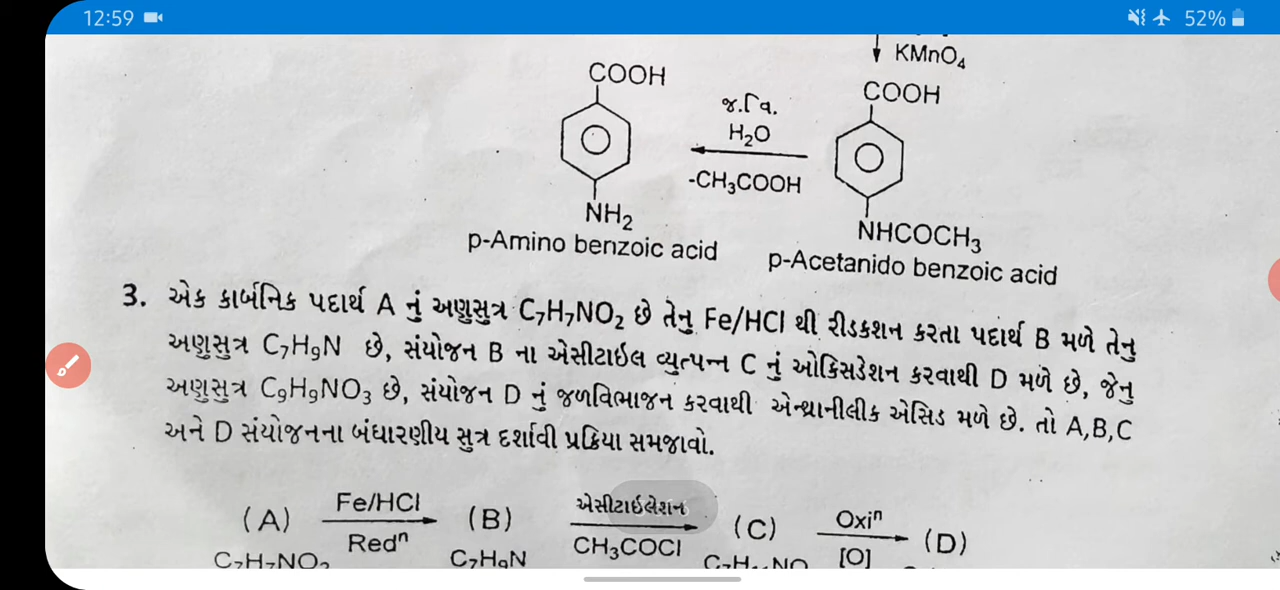 12:59
52%
KMnO₄
COOH
COOH
જ.વિ.
H₂O
-CH₃COOH
NH₂
NHCOCH₃
p-Amino benzoic acid
p-Acetanido benzoic acid
3. એક કાર્બનિક પદાર્થ A નું અણુસુત્ર C₇H₇NO₂ છે તેનુ Fe/HCl થી રીડકશન કરતા પદાર્થ B મળે તેનુ
અણુસુત્ર C₇H₉N છે, સંયોજન B ના એસીટાઇલ વ્યુત્પન્ન C નું ઓકિસડેશન કરવાથી D મળે છે, જેનુ
અણુસુત્ર C₉H₉NO₃ છે, સંયોજન D નું જળવિભાજન કરવાથી એન્થ્રાનીલીક એસિડ મળે છે. તો A,B,C
અને D સંયોજનના બંધારણીય સુત્ર દર્શાવી પ્રક્રિયા સમજાવો.
(A) Fe/HCl Redⁿ (B) એસીટાઇલેશન CH₃COCl (C) Oxiⁿ [O] (D)
C₇H₇NO₂ C₇H₉N